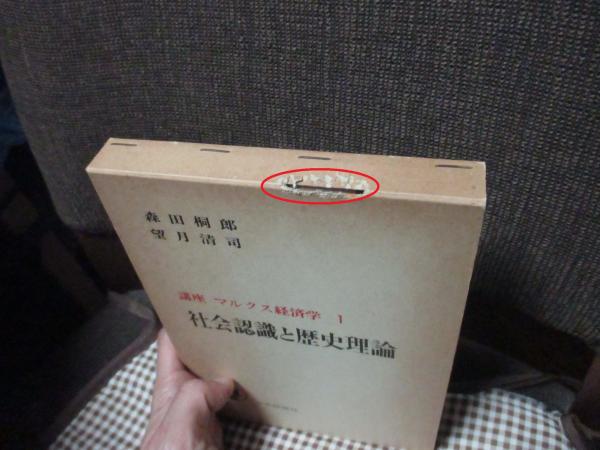 森田桐郎
望月清司
講座 マルクス経済学 1
社会認識と歴史理論